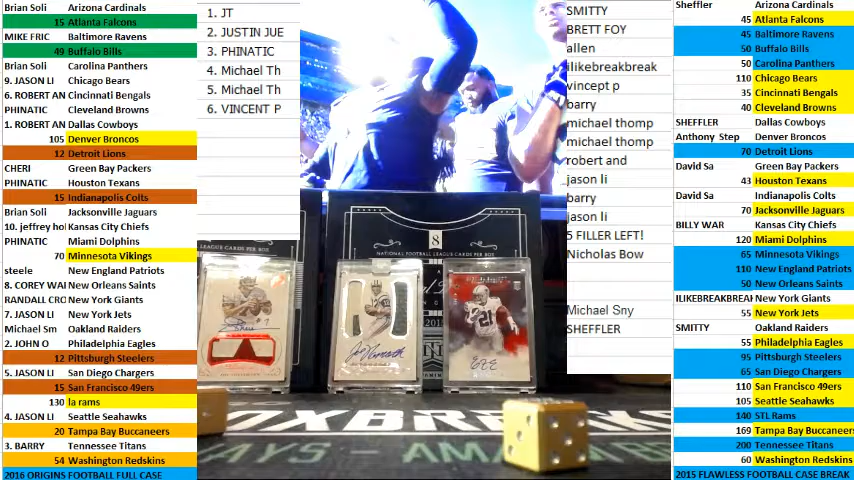 Brian Soli Arizona Cardinals
15 Atlanta Falcons
MIKE FRIC Baltimore Ravens
49 Buffalo Bills
Brian Soli Carolina Panthers
9. JASON LI Chicago Bears
6. ROBERT AN Cincinnati Bengals
PHINATIC Cleveland Browns
1. ROBERT AN Dallas Cowboys
105 Denver Broncos
12 Detroit Lions
CHERI Green Bay Packers
PHINATIC Houston Texans
15 Indianapolis Colts
Brian Soli Jacksonville Jaguars
10. jeffrey hol Kansas City Chiefs
PHINATIC Miami Dolphins
70 Minnesota Vikings
steele New England Patriots
8. COREY WAI New Orleans Saints
RANDALL CRO New York Giants
7. JASON LI New York Jets
Michael Sm Oakland Raiders
2. JOHN O Philadelphia Eagles
12 Pittsburgh Steelers
5. JASON LI San Diego Chargers
15 San Francisco 49ers
130 la rams
4. JASON LI Seattle Seahawks
20 Tampa Bay Buccaneers
3. BARRY Tennessee Titans
54 Washington Redskins
2016 ORIGINS FOOTBALL FULL CASE
1. JT
2. JUSTIN JUE
3. PHINATIC
4. Michael Th
5. Michael Th
6. VINCENT P
8
NATIONAL FOOTBALL LEAGUE CARDS PER BOX
LEAGUE CARDS PER BOX
21
OXBREAKS
SMITTY
BRETT FOY
allen
ilikebreakbreak
vincept p
barry
michael thomp
michael thomp
robert and
jason li
barry
jason li
5 FILLER LEFT!
Nicholas Bow
Michael Sny
SHEFFLER
Sheffler Arizona Cardinals
45 Atlanta Falcons
45 Baltimore Ravens
50 Buffalo Bills
50 Carolina Panthers
110 Chicago Bears
35 Cincinnati Bengals
40 Cleveland Browns
SHEFFLER Dallas Cowboys
Anthony Step Denver Broncos
70 Detroit Lions
David Sa Green Bay Packers
43 Houston Texans
David Sa Indianapolis Colts
70 Jacksonville Jaguars
BILLY WAR Kansas City Chiefs
120 Miami Dolphins
65 Minnesota Vikings
110 New England Patriots
50 New Orleans Saints
ILIKEBREAKBREAK New York Giants
55 New York Jets
SMITTY Oakland Raiders
55 Philadelphia Eagles
95 Pittsburgh Steelers
65 San Diego Chargers
110 San Francisco 49ers
105 Seattle Seahawks
140 STL Rams
169 Tampa Bay Buccaneers
200 Tennessee Titans
60 Washington Redskins
2015 FLAWLESS FOOTBALL CASE BREAK